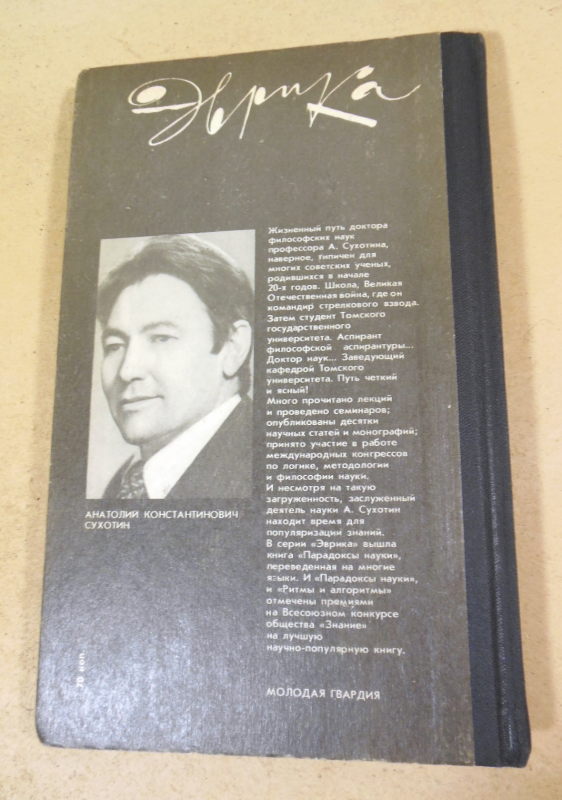 Эврика
Жизненный путь доктора
философских наук
профессора А. Сухотина,
наверное, типичен для
многих советских ученых,
родившихся в начале
20-х годов. Школа, Великая
Отечественная война, где он
командир стрелкового взвода.
Затем студент Томского
государственного
университета. Аспирант
философской аспирантуры...
Доктор наук... Заведующий
кафедрой Томского
университета. Путь четкий
и ясный!
Много прочитано лекций
и проведено семинаров;
опубликованы десятки
научных статей и монографий;
принято участие в работе
международных конгрессов
по логике, методологии
и философии науки.
И несмотря на такую
загруженность, заслуженный
деятель науки А. Сухотин
находит время для
популяризации знаний.
В серии «Эврика» вышла
книга «Парадоксы науки»,
переведенная на многие
языки. И «Парадоксы науки»,
и «Ритмы и алгоритмы»
отмечены премиями
на Всесоюзном конкурсе
общества «Знание»
на лучшую
научно-популярную книгу.
АНАТОЛИЙ КОНСТАНТИНОВИЧ
СУХОТИН
70 коп.
МОЛОДАЯ ГВАРДИЯ